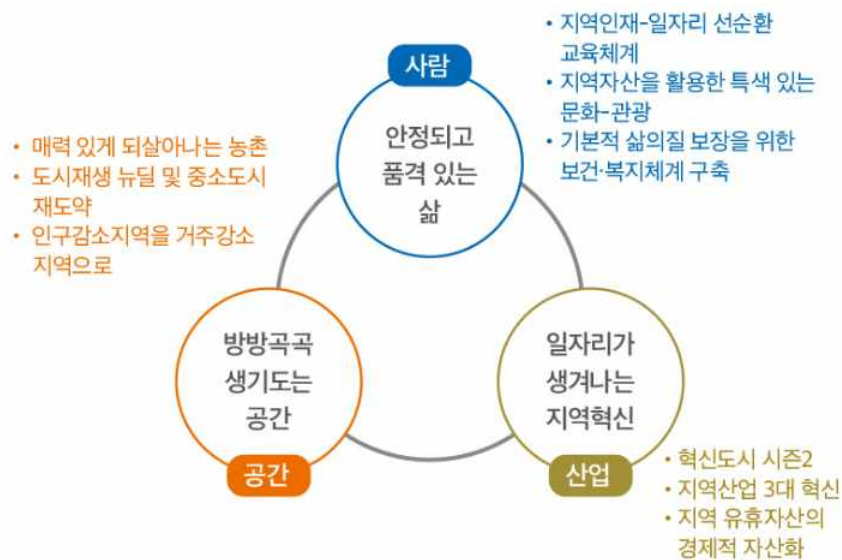 사람
안정되고
품격 있는
삶
• 지역인재-일자리 선순환
교육체계
• 지역자산을 활용한 특색 있는
문화-관광
• 기본적 삶의질 보장을 위한
보건·복지체계 구축
• 매력 있게 되살아나는 농촌
• 도시재생 뉴딜 및 중소도시
재도약
• 인구감소지역을 거주강소
지역으로
방방곡곡
생기도는
공간
공간
일자리가
생겨나는
지역혁신
산업
• 혁신도시 시즌2
• 지역산업 3대 혁신
• 지역 유휴자산의
경제적 자산화